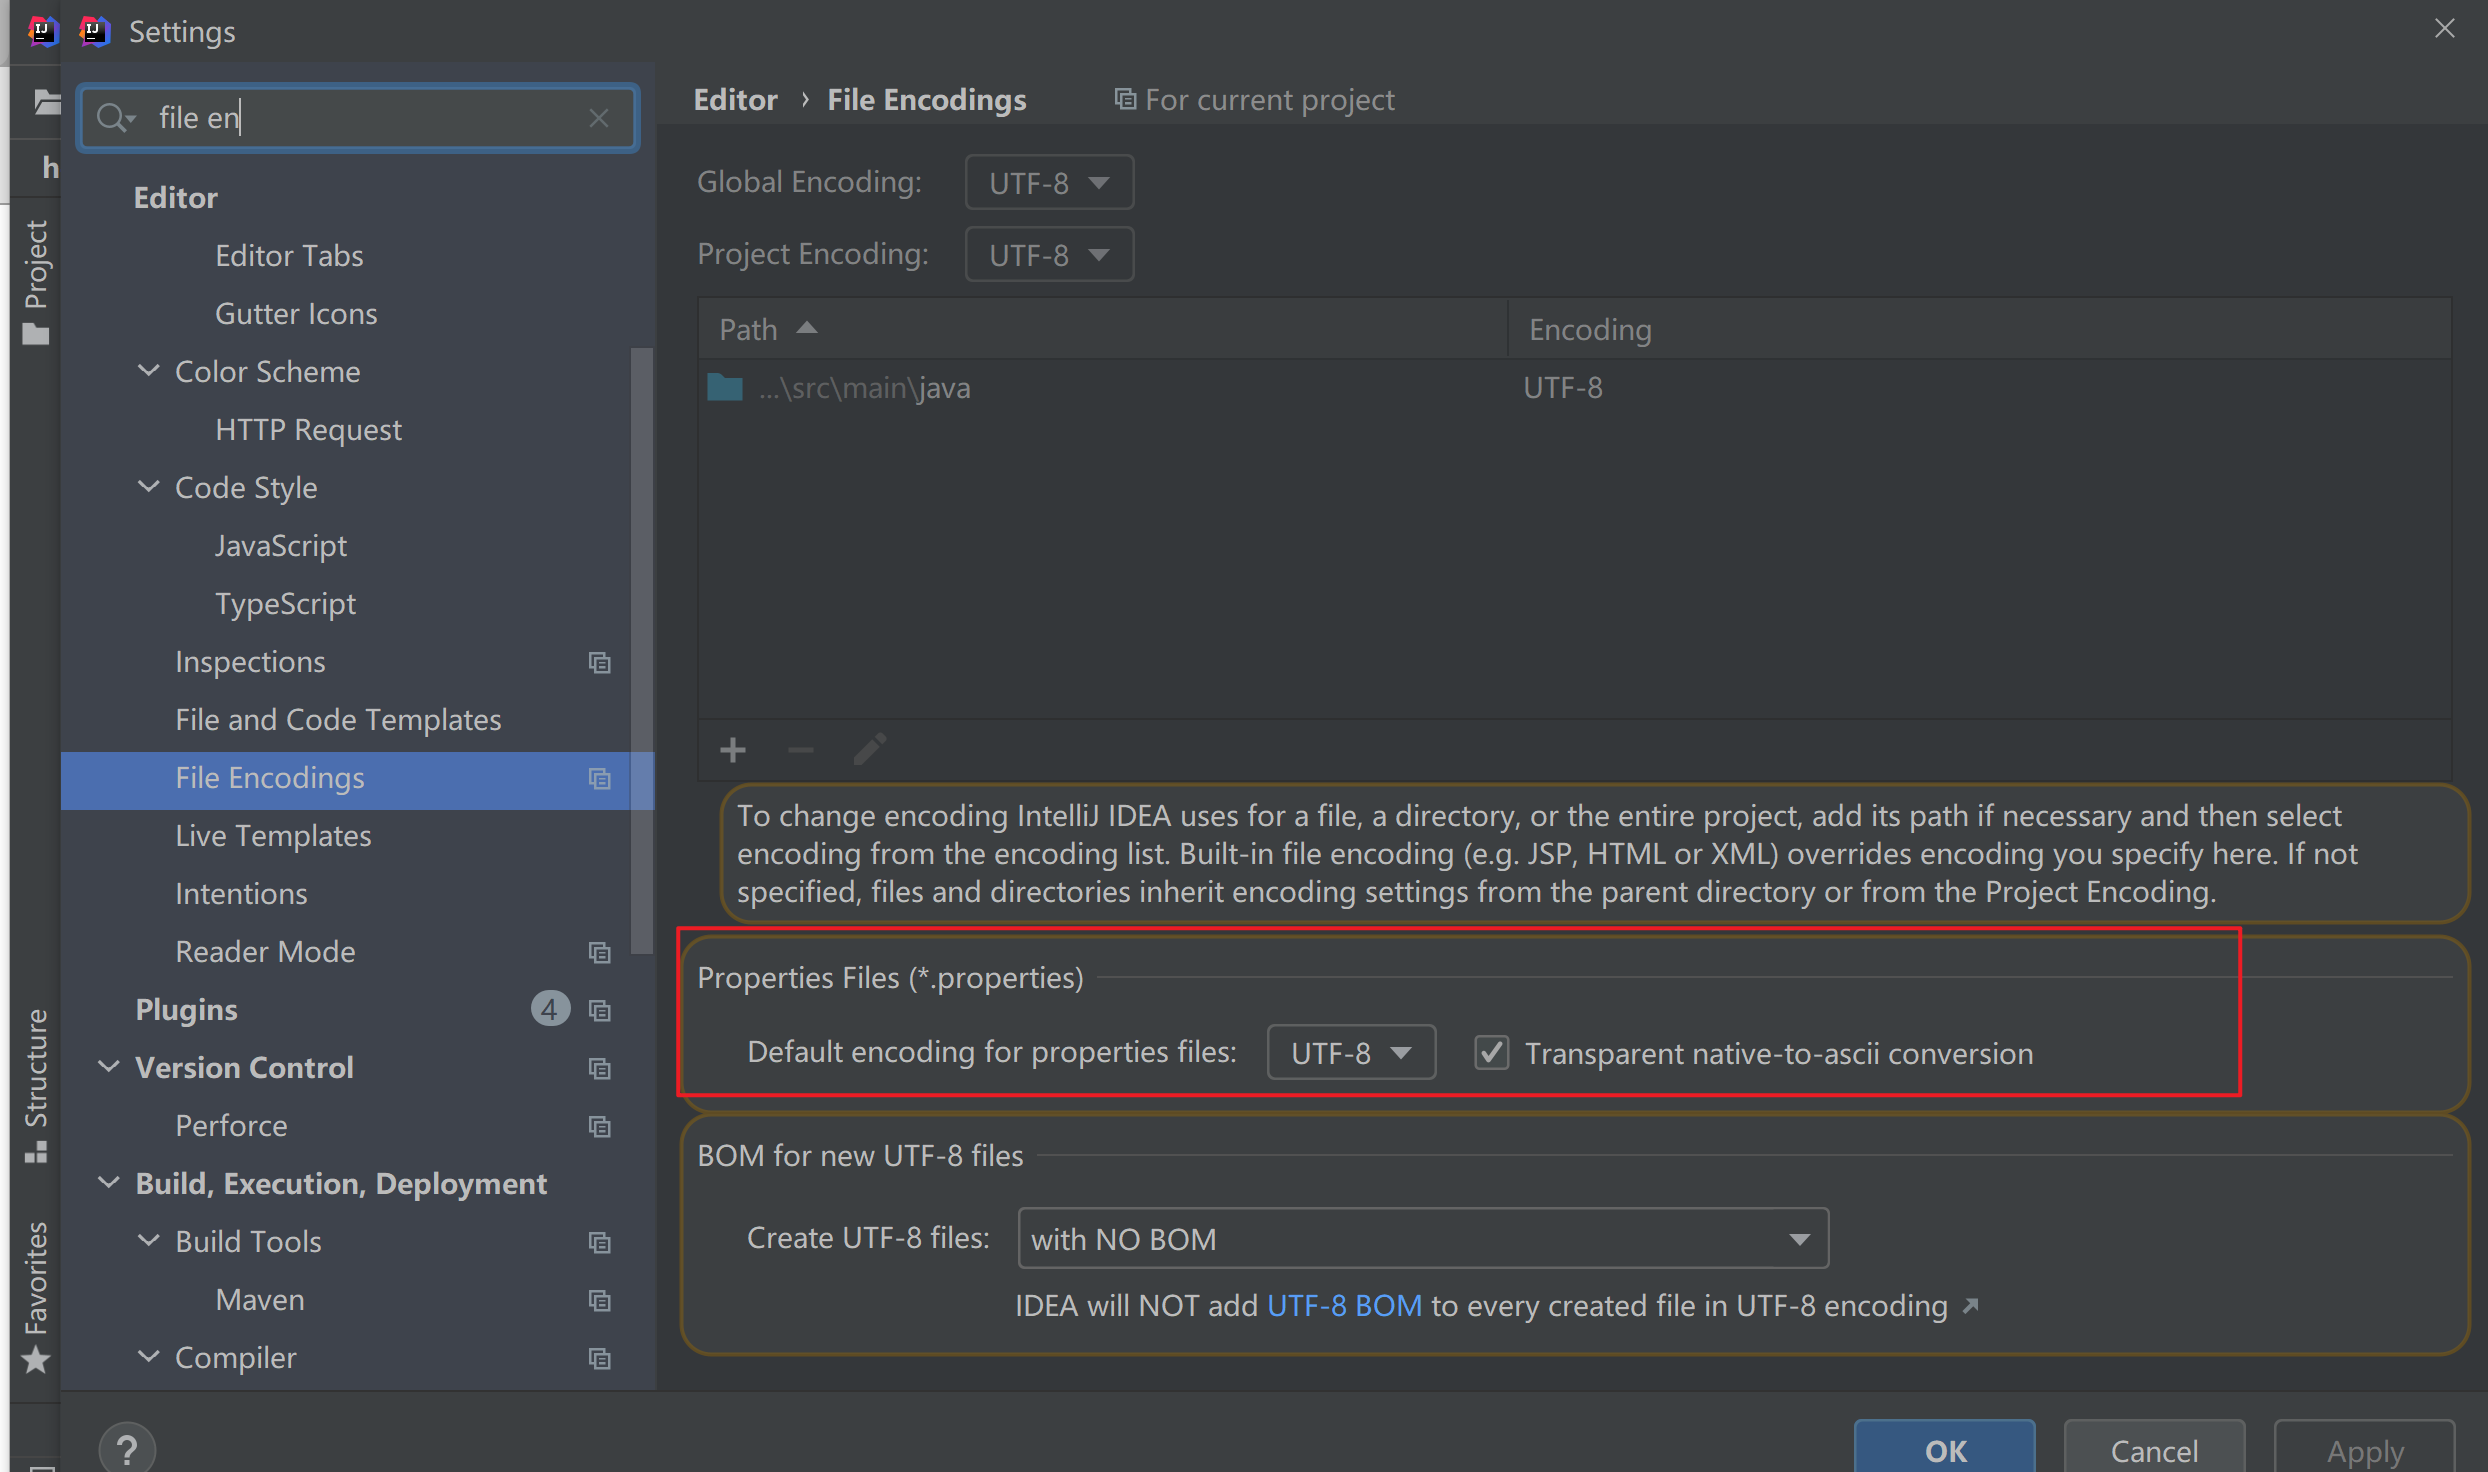 Settings
file en
h
Project
Structure
Favorites
Editor
Editor Tabs
Gutter Icons
Color Scheme
HTTP Request
Code Style
JavaScript
TypeScript
Inspections
File and Code Templates
File Encodings
Live Templates
Intentions
Reader Mode
Plugins 4
Version Control
Perforce
Build, Execution, Deployment
Build Tools
Maven
Compiler
Editor › File Encodings For current project
Global Encoding: UTF-8
Project Encoding: UTF-8
Path Encoding
...\src\main\java UTF-8
To change encoding IntelliJ IDEA uses for a file, a directory, or the entire project, add its path if necessary and then select
encoding from the encoding list. Built-in file encoding (e.g. JSP, HTML or XML) overrides encoding you specify here. If not
specified, files and directories inherit encoding settings from the parent directory or from the Project Encoding.
Properties Files (*.properties)
Default encoding for properties files: UTF-8 Transparent native-to-ascii conversion
BOM for new UTF-8 files
Create UTF-8 files: with NO BOM
IDEA will NOT add UTF-8 BOM to every created file in UTF-8 encoding
? OK Cancel Apply